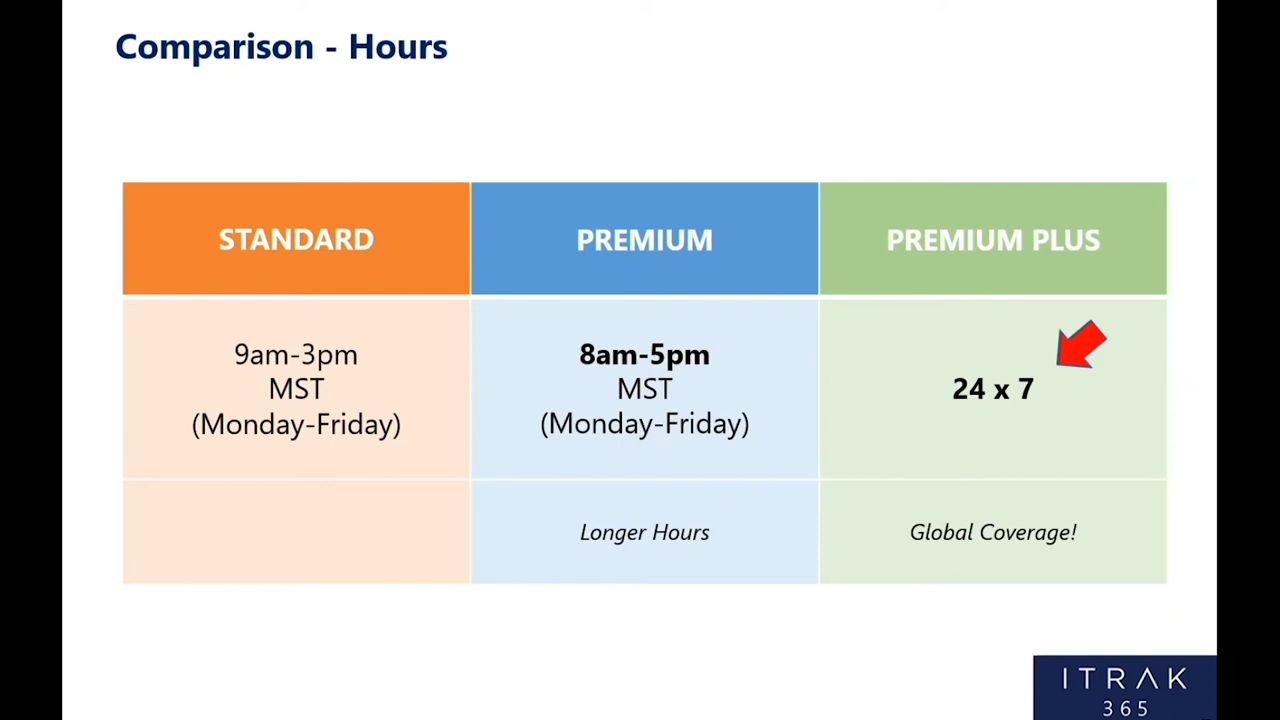 Comparison - Hours
STANDARD
PREMIUM
PREMIUM PLUS
9am-3pm
MST
(Monday-Friday)
8am-5pm
MST
(Monday-Friday)
24 x 7
Longer Hours
Global Coverage!
ITRAK
365